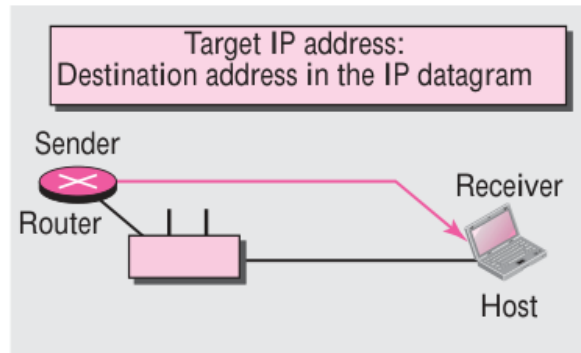 Target IP address:
Destination address in the IP datagram
Sender
Router
Receiver
Host